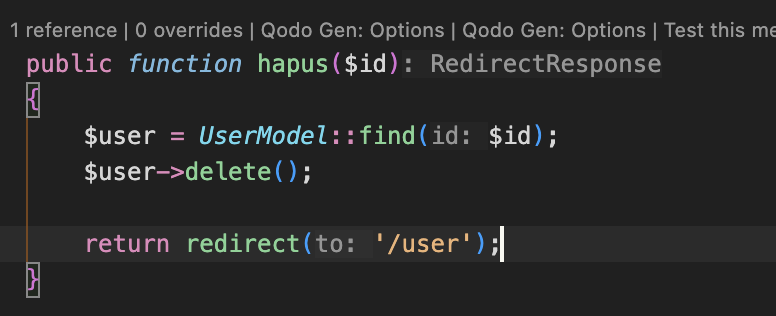 1 reference | 0 overrides | Qodo Gen: Options | Qodo Gen: Options | Test this me
public function hapus($id): RedirectResponse
{
$user = UserModel::find(id: $id);
$user->delete();
return redirect(to: '/user');
}